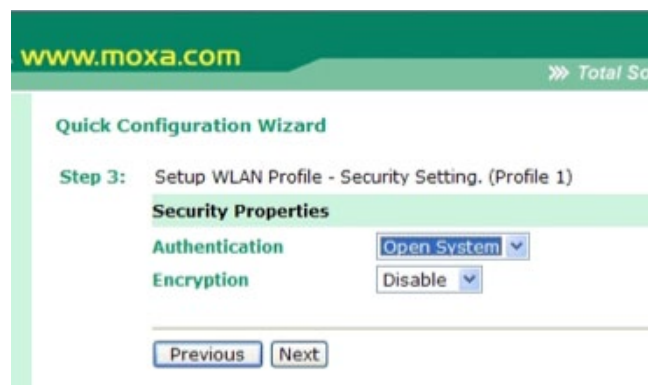 www.moxa.com
Total So
Quick Configuration Wizard
Step 3: Setup WLAN Profile - Security Setting. (Profile 1)
Security Properties
Authentication Open System
Encryption Disable
Previous Next